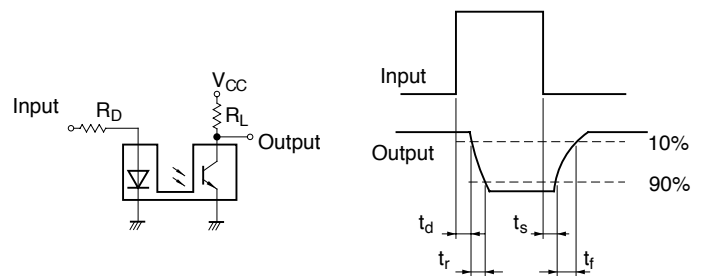 Input
R_D
V_CC
R_L
Output
Input
Output
10%
90%
t_d
t_s
t_r
t_f